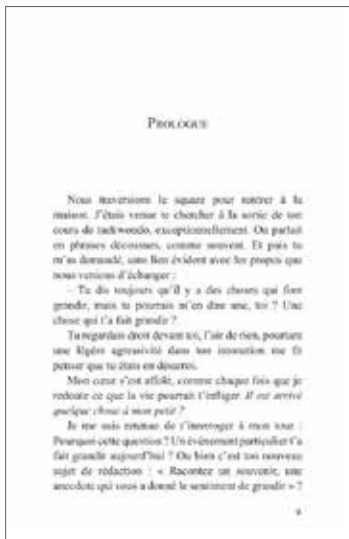 PROLOGUE
Nous traversions le square pour rentrer à la
maison. J'étais venue te chercher à la sortie de ton
cours de taekwondo, exceptionnellement. On parlait
en phrases décousues, comme souvent. Et puis tu
m'as demandé, sans lien évident avec les propos que
nous venions d'échanger :
– Tu dis toujours qu'il y a des choses qui font
grandir, mais tu pourrais m'en dire une, toi ? Une
chose qui t'a fait grandir ?
Tu regardais droit devant toi, l'air de rien, pourtant
une légère agressivité dans ton intonation me fit
penser que tu étais en désarroi.
Mon cœur s'est affolé, comme chaque fois que je
redoute ce que la vie pourrait t'infliger. Il est arrivé
quelque chose à mon petit ?
Je me suis retenue de t'interroger à mon tour :
Pourquoi cette question ? Un événement particulier t'a
fait grandir aujourd'hui ? Ou bien c'est ton nouveau
sujet de rédaction : « Racontez un souvenir, une
anecdote qui vous a donné le sentiment de grandir » ?
9